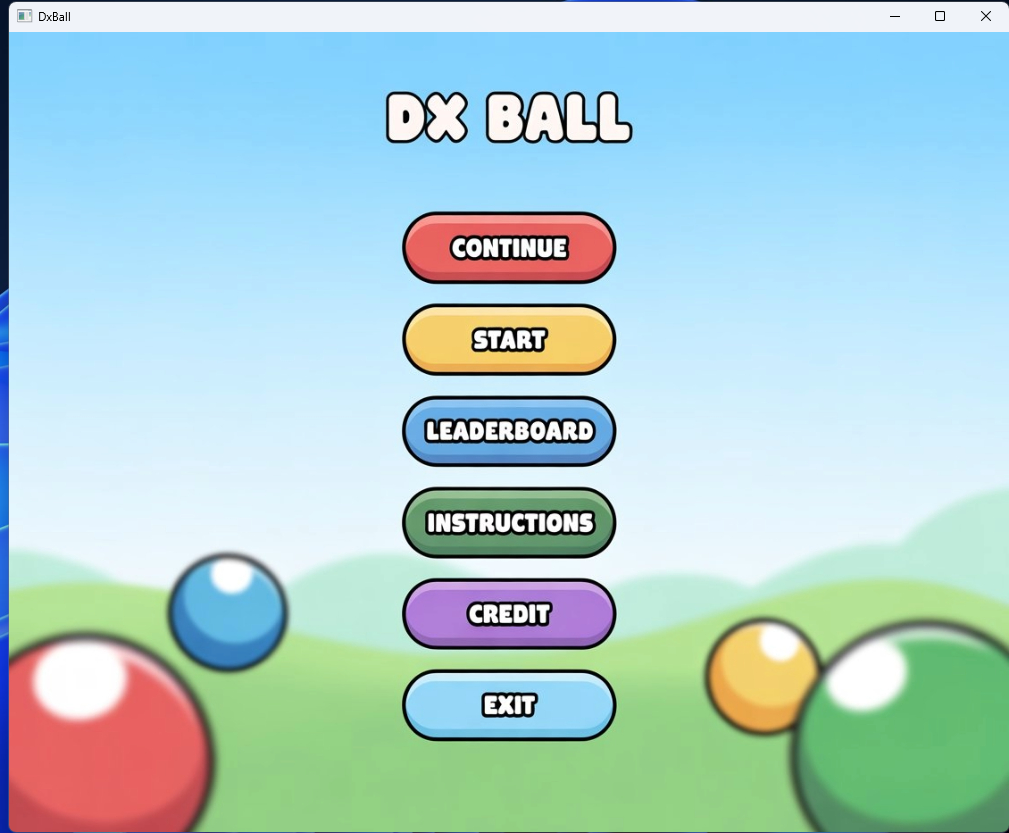 DxBall
DX BALL
CONTINUE
START
LEADERBOARD
INSTRUCTIONS
CREDIT
EXIT